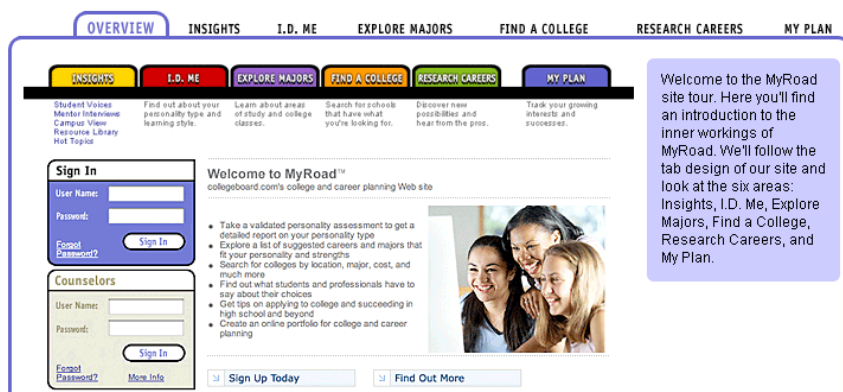 OVERVIEW INSIGHTS I.D. ME EXPLORE MAJORS FIND A COLLEGE RESEARCH CAREERS MY PLAN
INSIGHTS I.D. ME EXPLORE MAJORS FIND A COLLEGE RESEARCH CAREERS MY PLAN
Student Voices
Mentor Interviews
Campus View
Resource Library
Hot Topics
Find out about your
personality type and
learning style.
Learn about areas
of study and college
classes.
Search for schools
that have what
you're looking for.
Discover new
possibilities and
hear from the pros.
Track your growing
interests and
successes.
Sign In
User Name:
Password:
Forgot
Password?
Sign In
Counselors
User Name:
Password:
Sign In
Forgot
Password?
More Info
Welcome to MyRoad™
collegeboard.com's college and career planning Web site
• Take a validated personality assessment to get a
detailed report on your personality type
• Explore a list of suggested careers and majors that
fit your personality and strengths
• Search for colleges by location, major, cost, and
much more
• Find out what students and professionals have to
say about their choices
• Get tips on applying to college and succeeding in
high school and beyond
• Create an online portfolio for college and career
planning
Sign Up Today
Find Out More
Welcome to the MyRoad
site tour. Here you'll find
an introduction to the
inner workings of
MyRoad. We'll follow the
tab design of our site and
look at the six areas:
Insights, I.D. Me, Explore
Majors, Find a College,
Research Careers, and
My Plan.